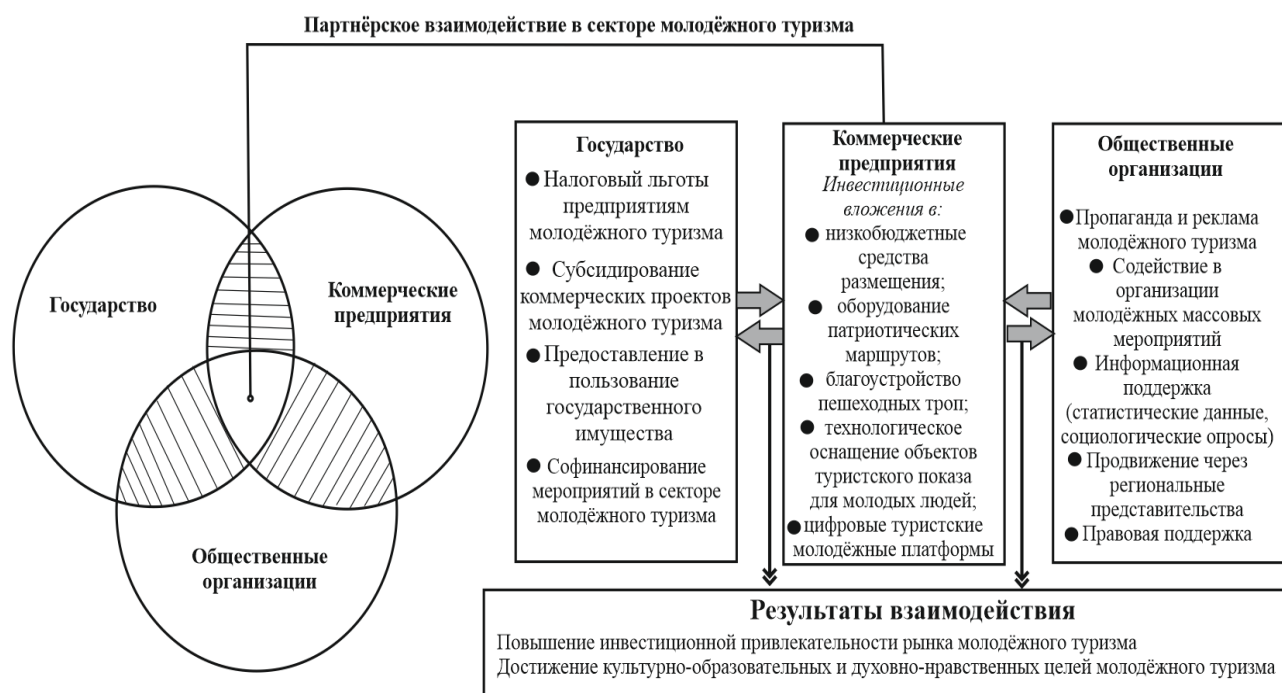 Партнёрское взаимодействие в секторе молодёжного туризма
Государство
Коммерческие
предприятия
Общественные
организации
Государство
● Налоговый льготы
предприятиям
молодёжного туризма
● Субсидирование
коммерческих проектов
молодёжного туризма
● Предоставление в
пользование
государственного
имущества
● Софинансирование
мероприятий в секторе
молодёжного туризма
Коммерческие
предприятия
Инвестиционные
вложения в:
● низкобюджетные
средства
размещения;
● оборудование
патриотических
маршрутов;
● благоустройство
пешеходных троп;
● технологическое
оснащение объектов
туристского показа
для молодых людей;
● цифровые туристские
молодёжные платформы
Общественные
организации
● Пропаганда и реклама
молодёжного туризма
● Содействие в
организации
молодёжных массовых
мероприятий
● Информационная
поддержка
(статистические данные,
социологические опросы)
● Продвижение через
региональные
представительства
● Правовая поддержка
Результаты взаимодействия
Повышение инвестиционной привлекательности рынка молодёжного туризма
Достижение культурно-образовательных и духовно-нравственных целей молодёжного туризма